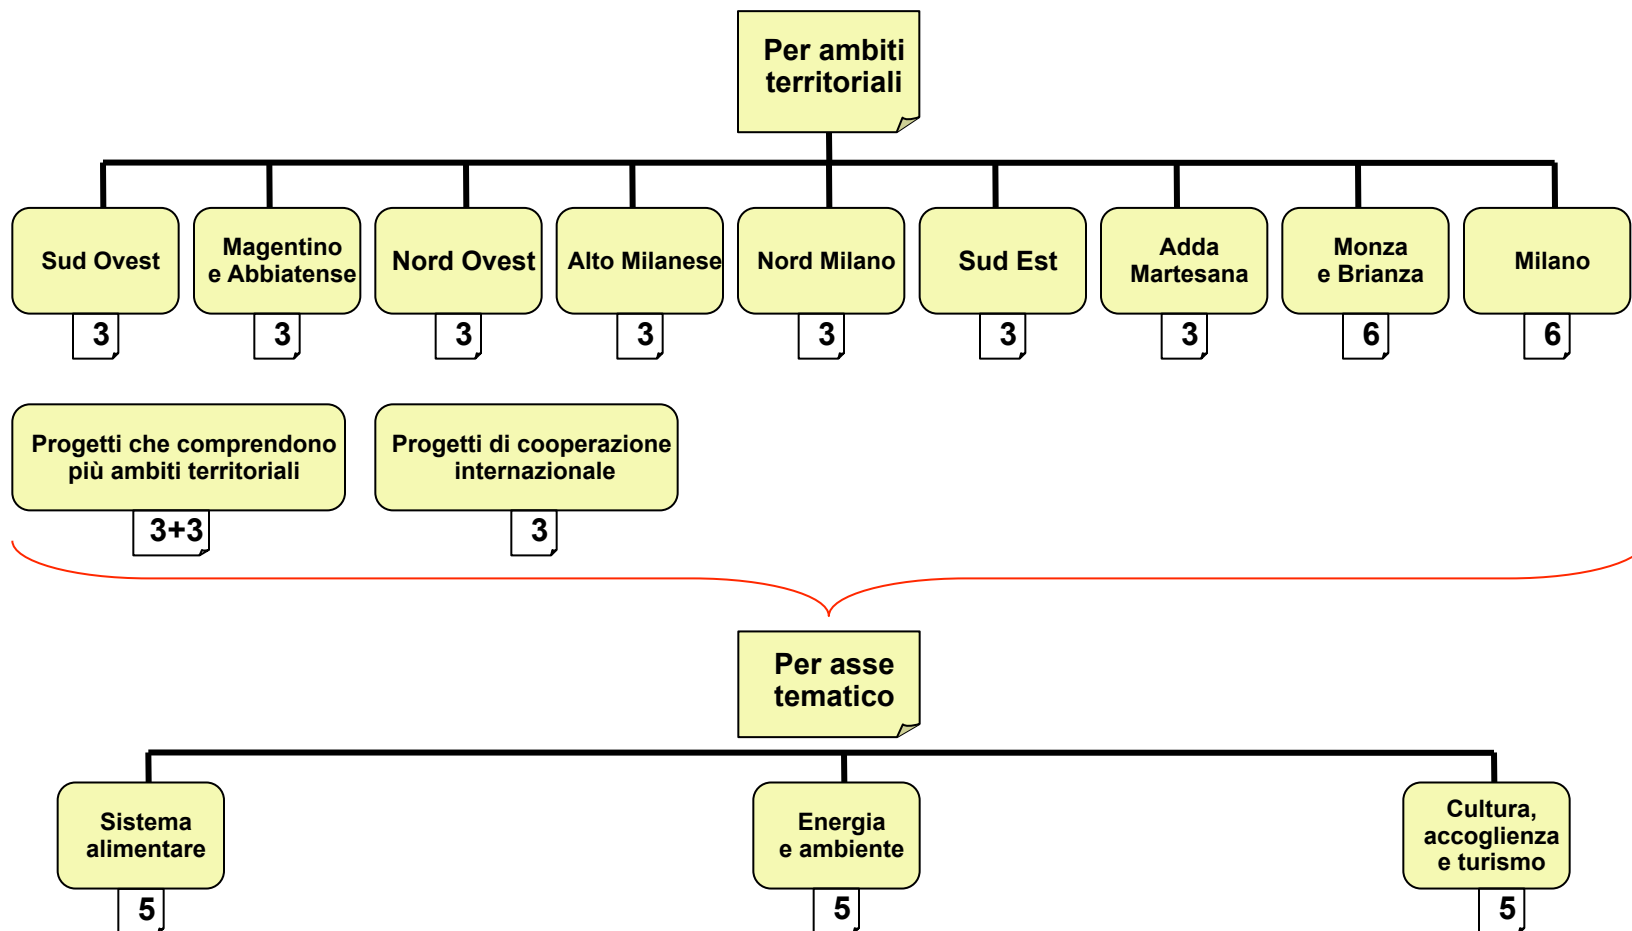 Per ambiti
territoriali
Sud Ovest
Magentino
e Abbiatense
Nord Ovest
Alto Milanese
Nord Milano
Sud Est
Adda
Martesana
Monza
e Brianza
Milano
3
3
3
3
3
3
3
6
6
Progetti che comprendono
più ambiti territoriali
Progetti di cooperazione
internazionale
3+3
3
Per asse
tematico
Sistema
alimentare
Energia
e ambiente
Cultura,
accoglienza
e turismo
5
5
5